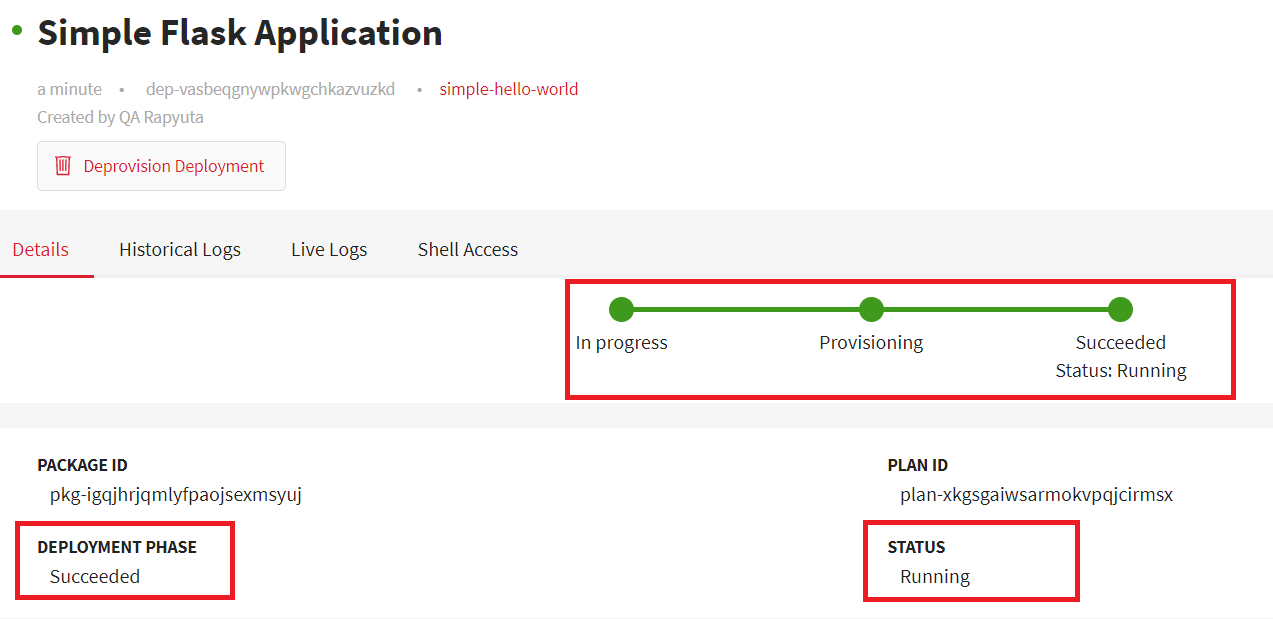 Simple Flask Application
a minute • dep-vasbeqgnywpkwgchkazvuzkd • simple-hello-world
Created by QA Rapyuta
Deprovision Deployment
Details Historical Logs Live Logs Shell Access
In progress Provisioning Succeeded
Status: Running
PACKAGE ID PLAN ID
pkg-igqjhrjqmlyfpaojsexmsyuj plan-xkgsgaiwsarmokvpqjcirmsx
DEPLOYMENT PHASE STATUS
Succeeded Running